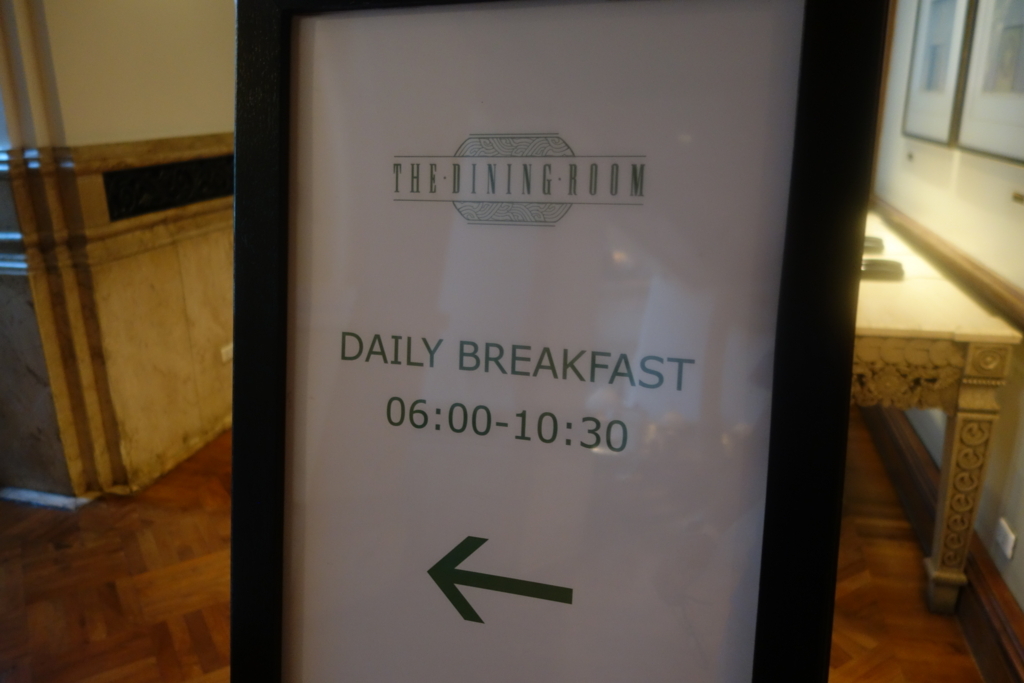 THE·DINING·ROOM
DAILY BREAKFAST
06:00-10:30